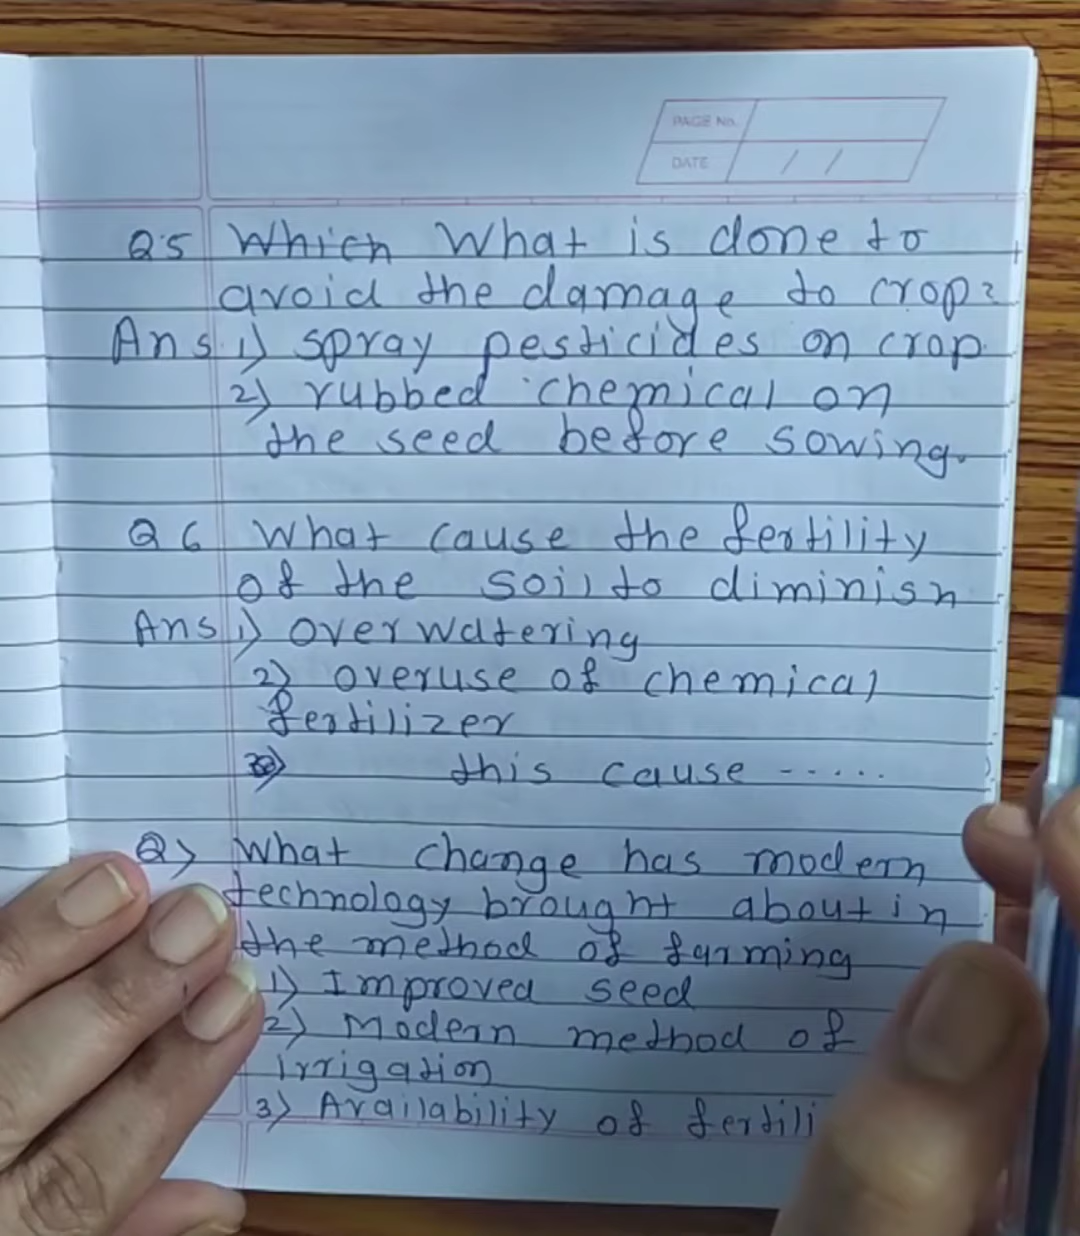 PAGE No.
DATE / /
Q5 Which What is done to
avoid the damage to crop?
Ans 1) spray pesticides on crop
2) rubbed chemical on
the seed before sowing.
Q6 What cause the fertility
of the soil to diminish
Ans 1) overwatering
2) overuse of chemical
fertilizer
this cause -----
Q> What change has modern
technology brought about in
the method of farming
1) Improved seed
2) Modern method of
irrigation
3) Availability of fertili